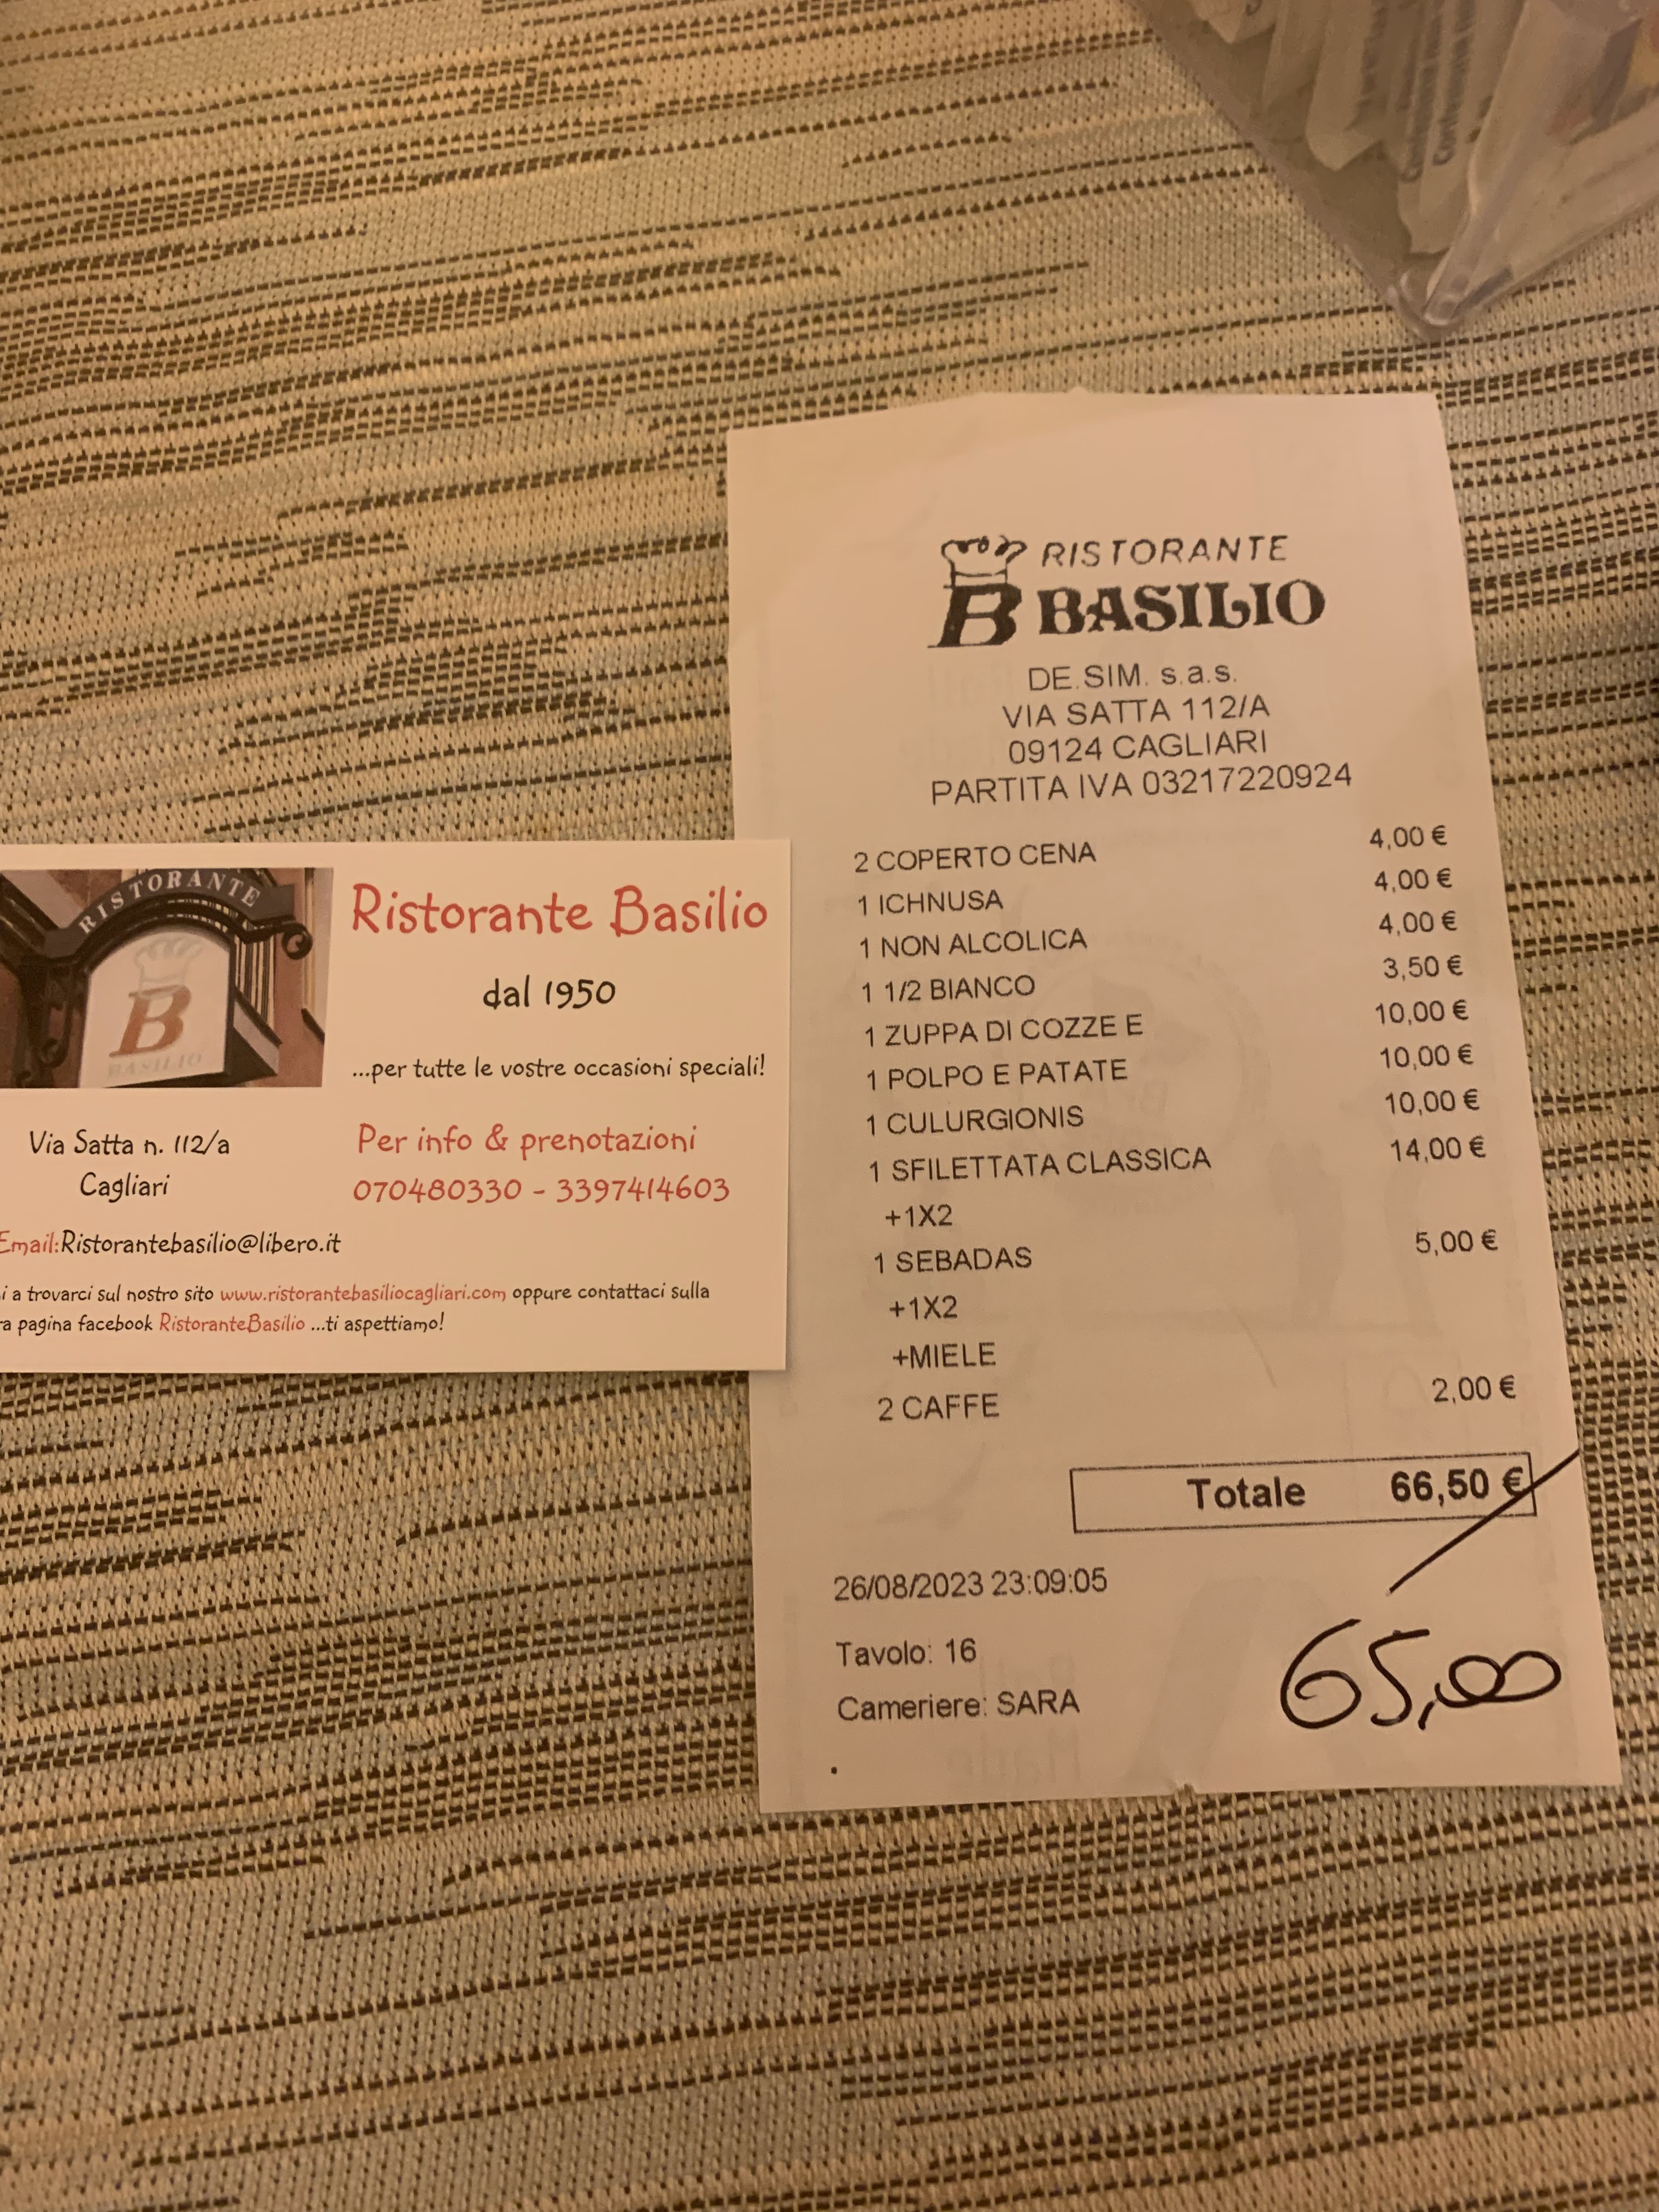 RISTORANTE
B
BASILIO
Ristorante Basilio
dal 1950
...per tutte le vostre occasioni speciali!
Via Satta n. 112/a
Cagliari
Per info & prenotazioni
070480330 - 3397414603
Email:Ristorantebasilio@libero.it
a trovarci sul nostro sito www.ristorantebasiliocagliari.com oppure contattaci sulla
pagina facebook RistoranteBasilio ...ti aspettiamo!
B RISTORANTE
BASILIO
DE.SIM. s.a.s.
VIA SATTA 112/A
09124 CAGLIARI
PARTITA IVA 03217220924
2 COPERTO CENA 4,00 €
1 ICHNUSA 4,00 €
1 NON ALCOLICA 4,00 €
1 1/2 BIANCO 3,50 €
1 ZUPPA DI COZZE E 10,00 €
1 POLPO E PATATE 10,00 €
1 CULURGIONIS 10,00 €
1 SFILETTATA CLASSICA 14,00 €
+1X2
1 SEBADAS 5,00 €
+1X2
+MIELE
2 CAFFE 2,00 €
Totale 66,50 €
26/08/2023 23:09:05
Tavolo: 16
Cameriere: SARA
.
65,00